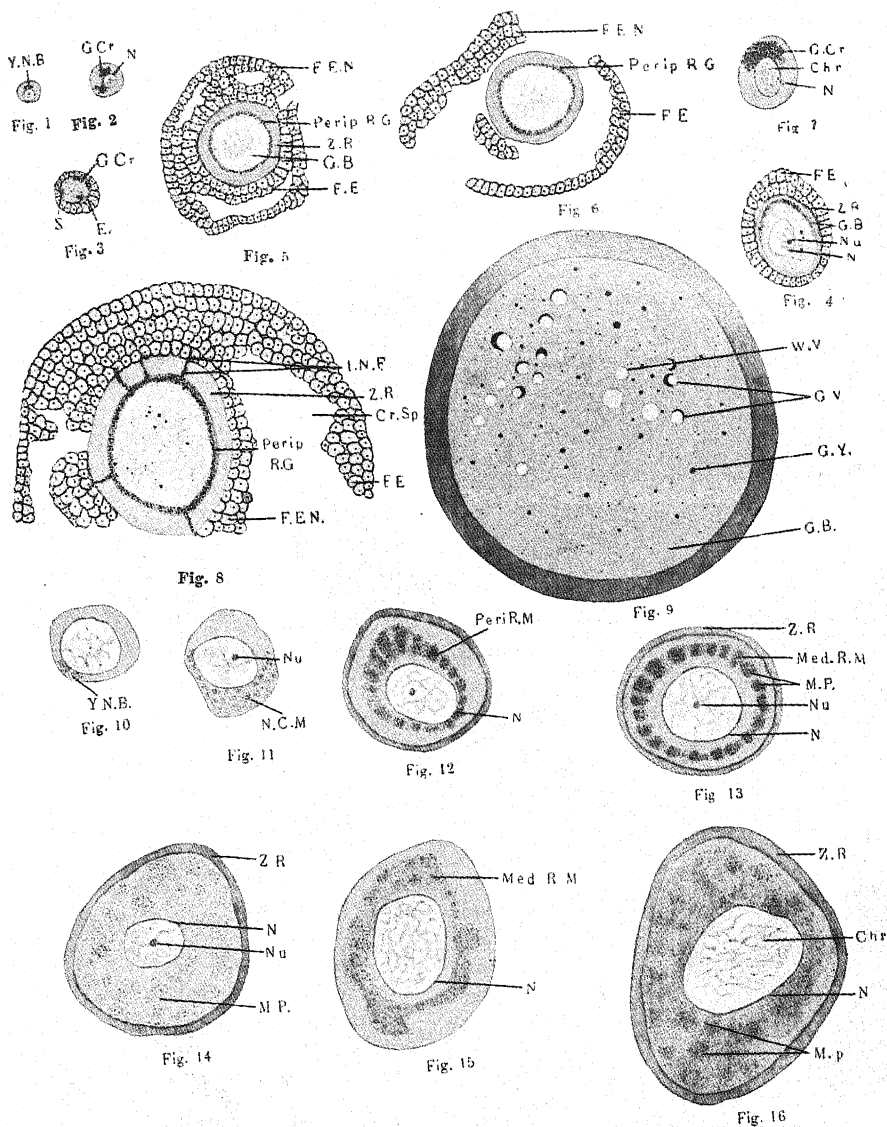 Y.N.B
Fig. 1
G.Cr
N
Fig. 2
G Cr
S
E.
Fig. 3
F.E.N
Perip R.G
Z.R
G.B
F.E
Fig. 5
F.E N
Perip R G
F.E
Fig 6
G.Cr
Chr
N
Fig 7
F.E
Z.R
G.B
Nu
N
Fig. 4
I.N.F
Z.R
Cr.Sp
Perip
R.G
F.E
F.E.N.
Fig. 8
W.V
G V
G.Y.
G.B.
Fig. 9
Y.N.B.
Fig. 10
Nu
N.C.M
Fig. 11
Peri R.M
N
Fig. 12
Z.R
Med. R.M
M.P.
Nu
N
Fig 13
Z R
N
Nu
M P.
Fig. 14
Med R M
N
Fig. 15
Z.R
Chr
N
M.p
Fig. 16